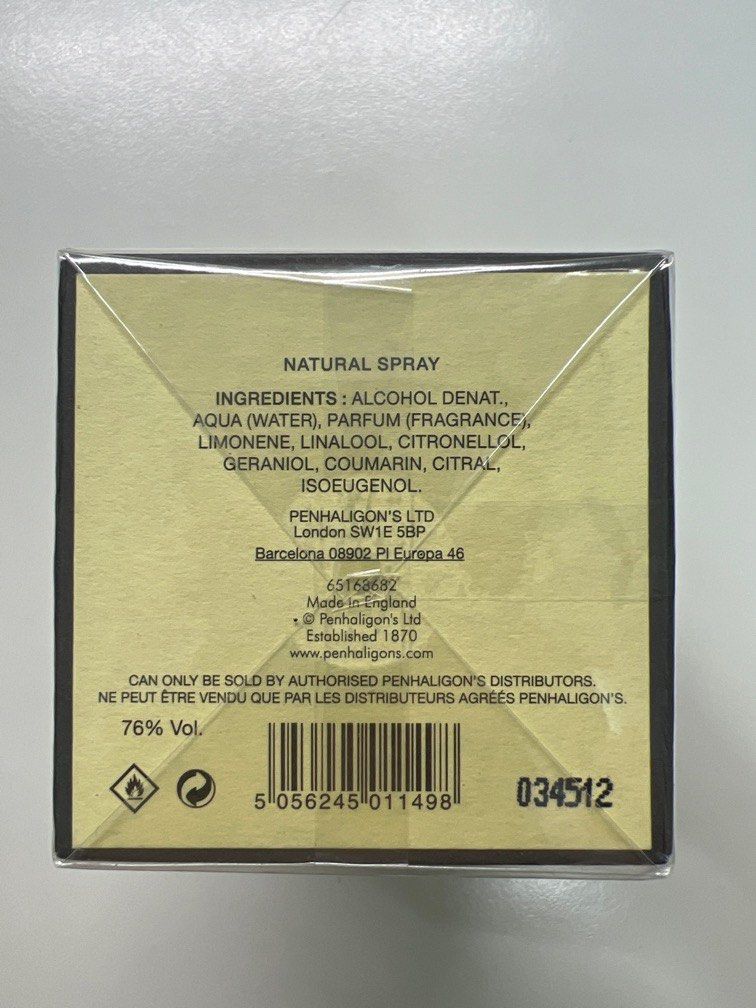 NATURAL SPRAY
INGREDIENTS : ALCOHOL DENAT.,
AQUA (WATER), PARFUM (FRAGRANCE),
LIMONENE, LINALOOL, CITRONELLOL,
GERANIOL, COUMARIN, CITRAL,
ISOEUGENOL.
PENHALIGON'S LTD
London SW1E 5BP
Barcelona 08902 Pl Europa 46
65168682
Made in England
© Penhaligon's Ltd
Established 1870
www.penhaligons.com
CAN ONLY BE SOLD BY AUTHORISED PENHALIGON'S DISTRIBUTORS.
NE PEUT ÊTRE VENDU QUE PAR LES DISTRIBUTEURS AGRÉÉS PENHALIGON'S.
76% Vol.
5 056245 011498
034512